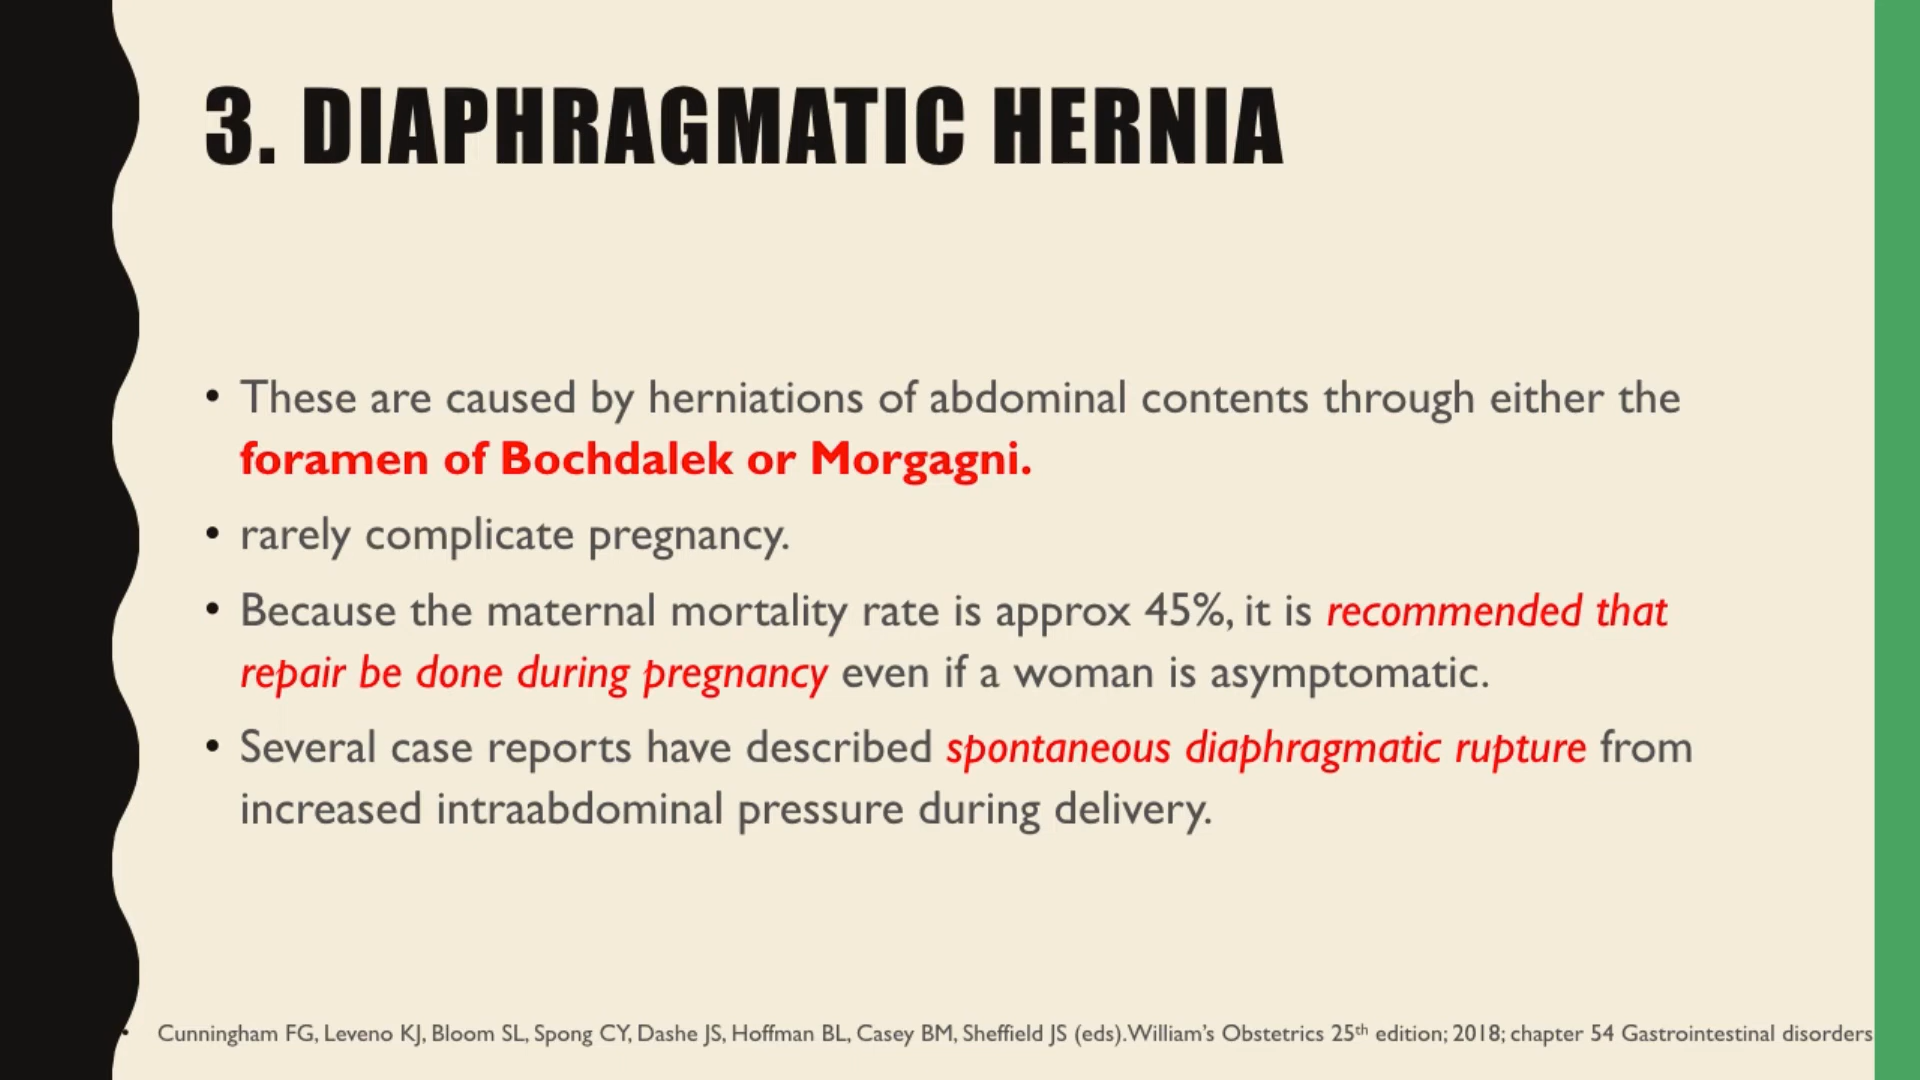 3. DIAPHRAGMATIC HERNIA
• These are caused by herniations of abdominal contents through either the
foramen of Bochdalek or Morgagni.
• rarely complicate pregnancy.
• Because the maternal mortality rate is approx 45%, it is recommended that
repair be done during pregnancy even if a woman is asymptomatic.
• Several case reports have described spontaneous diaphragmatic rupture from
increased intraabdominal pressure during delivery.
• Cunningham FG, Leveno KJ, Bloom SL, Spong CY, Dashe JS, Hoffman BL, Casey BM, Sheffield JS (eds).William’s Obstetrics 25th edition; 2018; chapter 54 Gastrointestinal disorders